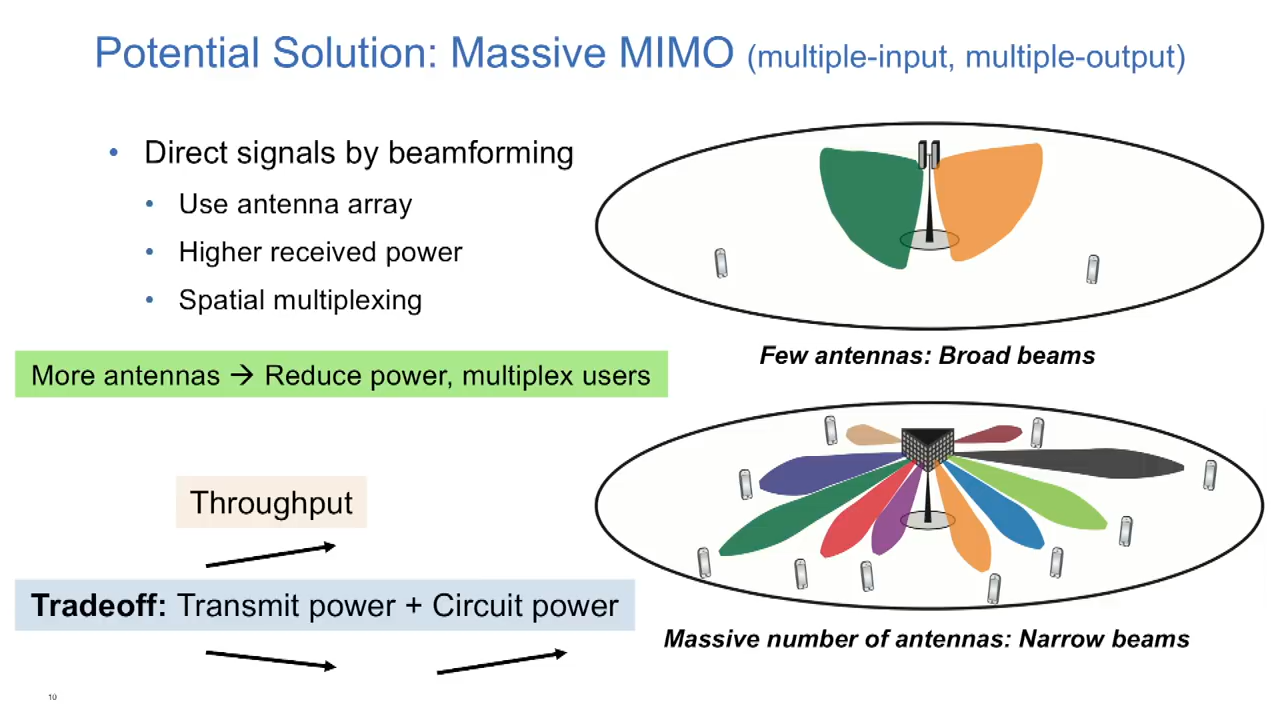 Potential Solution: Massive MIMO (multiple-input, multiple-output)
• Direct signals by beamforming
• Use antenna array
• Higher received power
• Spatial multiplexing
More antennas → Reduce power, multiplex users
Few antennas: Broad beams
Throughput
Tradeoff: Transmit power + Circuit power
Massive number of antennas: Narrow beams
10